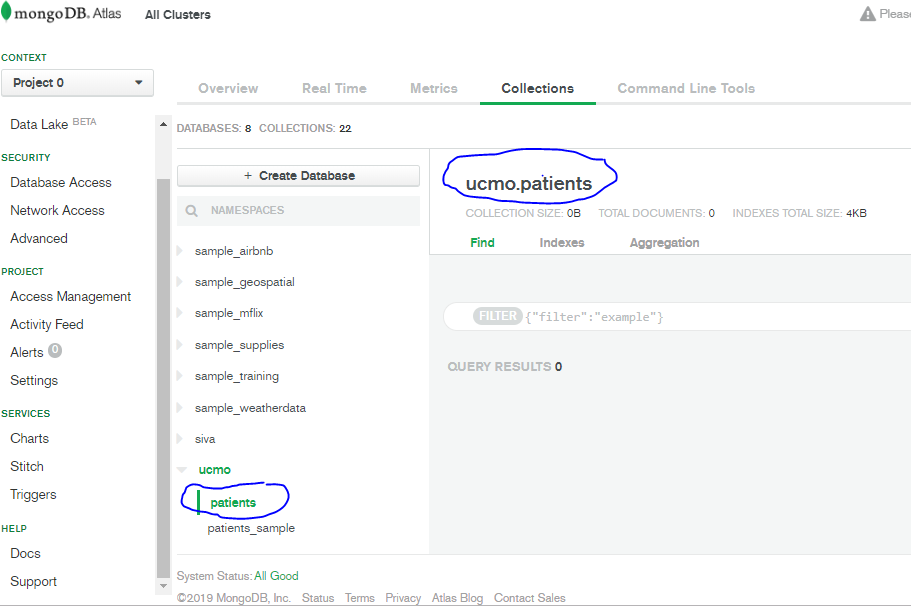 mongoDB. Atlas
All Clusters
CONTEXT
Project 0
Data Lake BETA
SECURITY
Database Access
Network Access
Advanced
PROJECT
Access Management
Activity Feed
Alerts 0
Settings
SERVICES
Charts
Stitch
Triggers
HELP
Docs
Support
Overview Real Time Metrics Collections Command Line Tools
DATABASES: 8 COLLECTIONS: 22
+ Create Database
NAMESPACES
sample_airbnb
sample_geospatial
sample_mflix
sample_supplies
sample_training
sample_weatherdata
siva
ucmo
patients
patients_sample
ucmo.patients
COLLECTION SIZE: 0B TOTAL DOCUMENTS: 0 INDEXES TOTAL SIZE: 4KB
Find Indexes Aggregation
FILTER {"filter":"example"}
QUERY RESULTS 0
System Status: All Good
©2019 MongoDB, Inc. Status Terms Privacy Atlas Blog Contact Sales